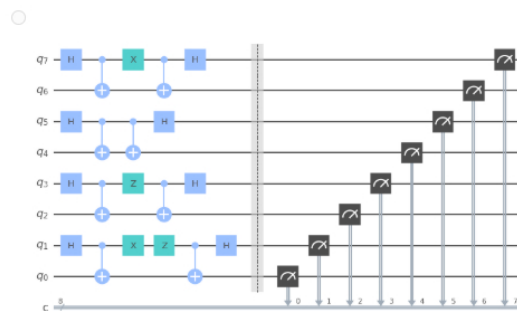 q7 H X H
q6
q5 H H
q4
q3 H Z H
q2
q1 H X Z H
q0
c 8 0 1 2 3 4 5 6 7